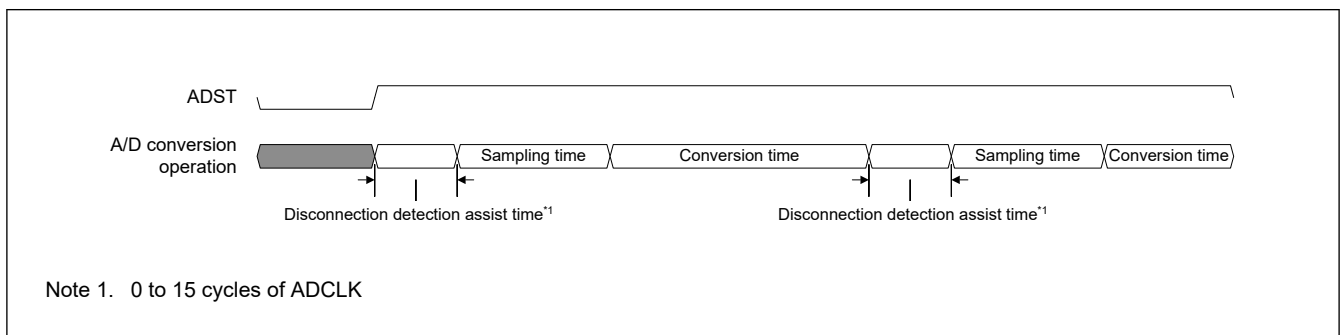 ADST
A/D conversion
operation
Sampling time
Conversion time
Sampling time
Conversion time
Disconnection detection assist time*1
Disconnection detection assist time*1
Note 1. 0 to 15 cycles of ADCLK